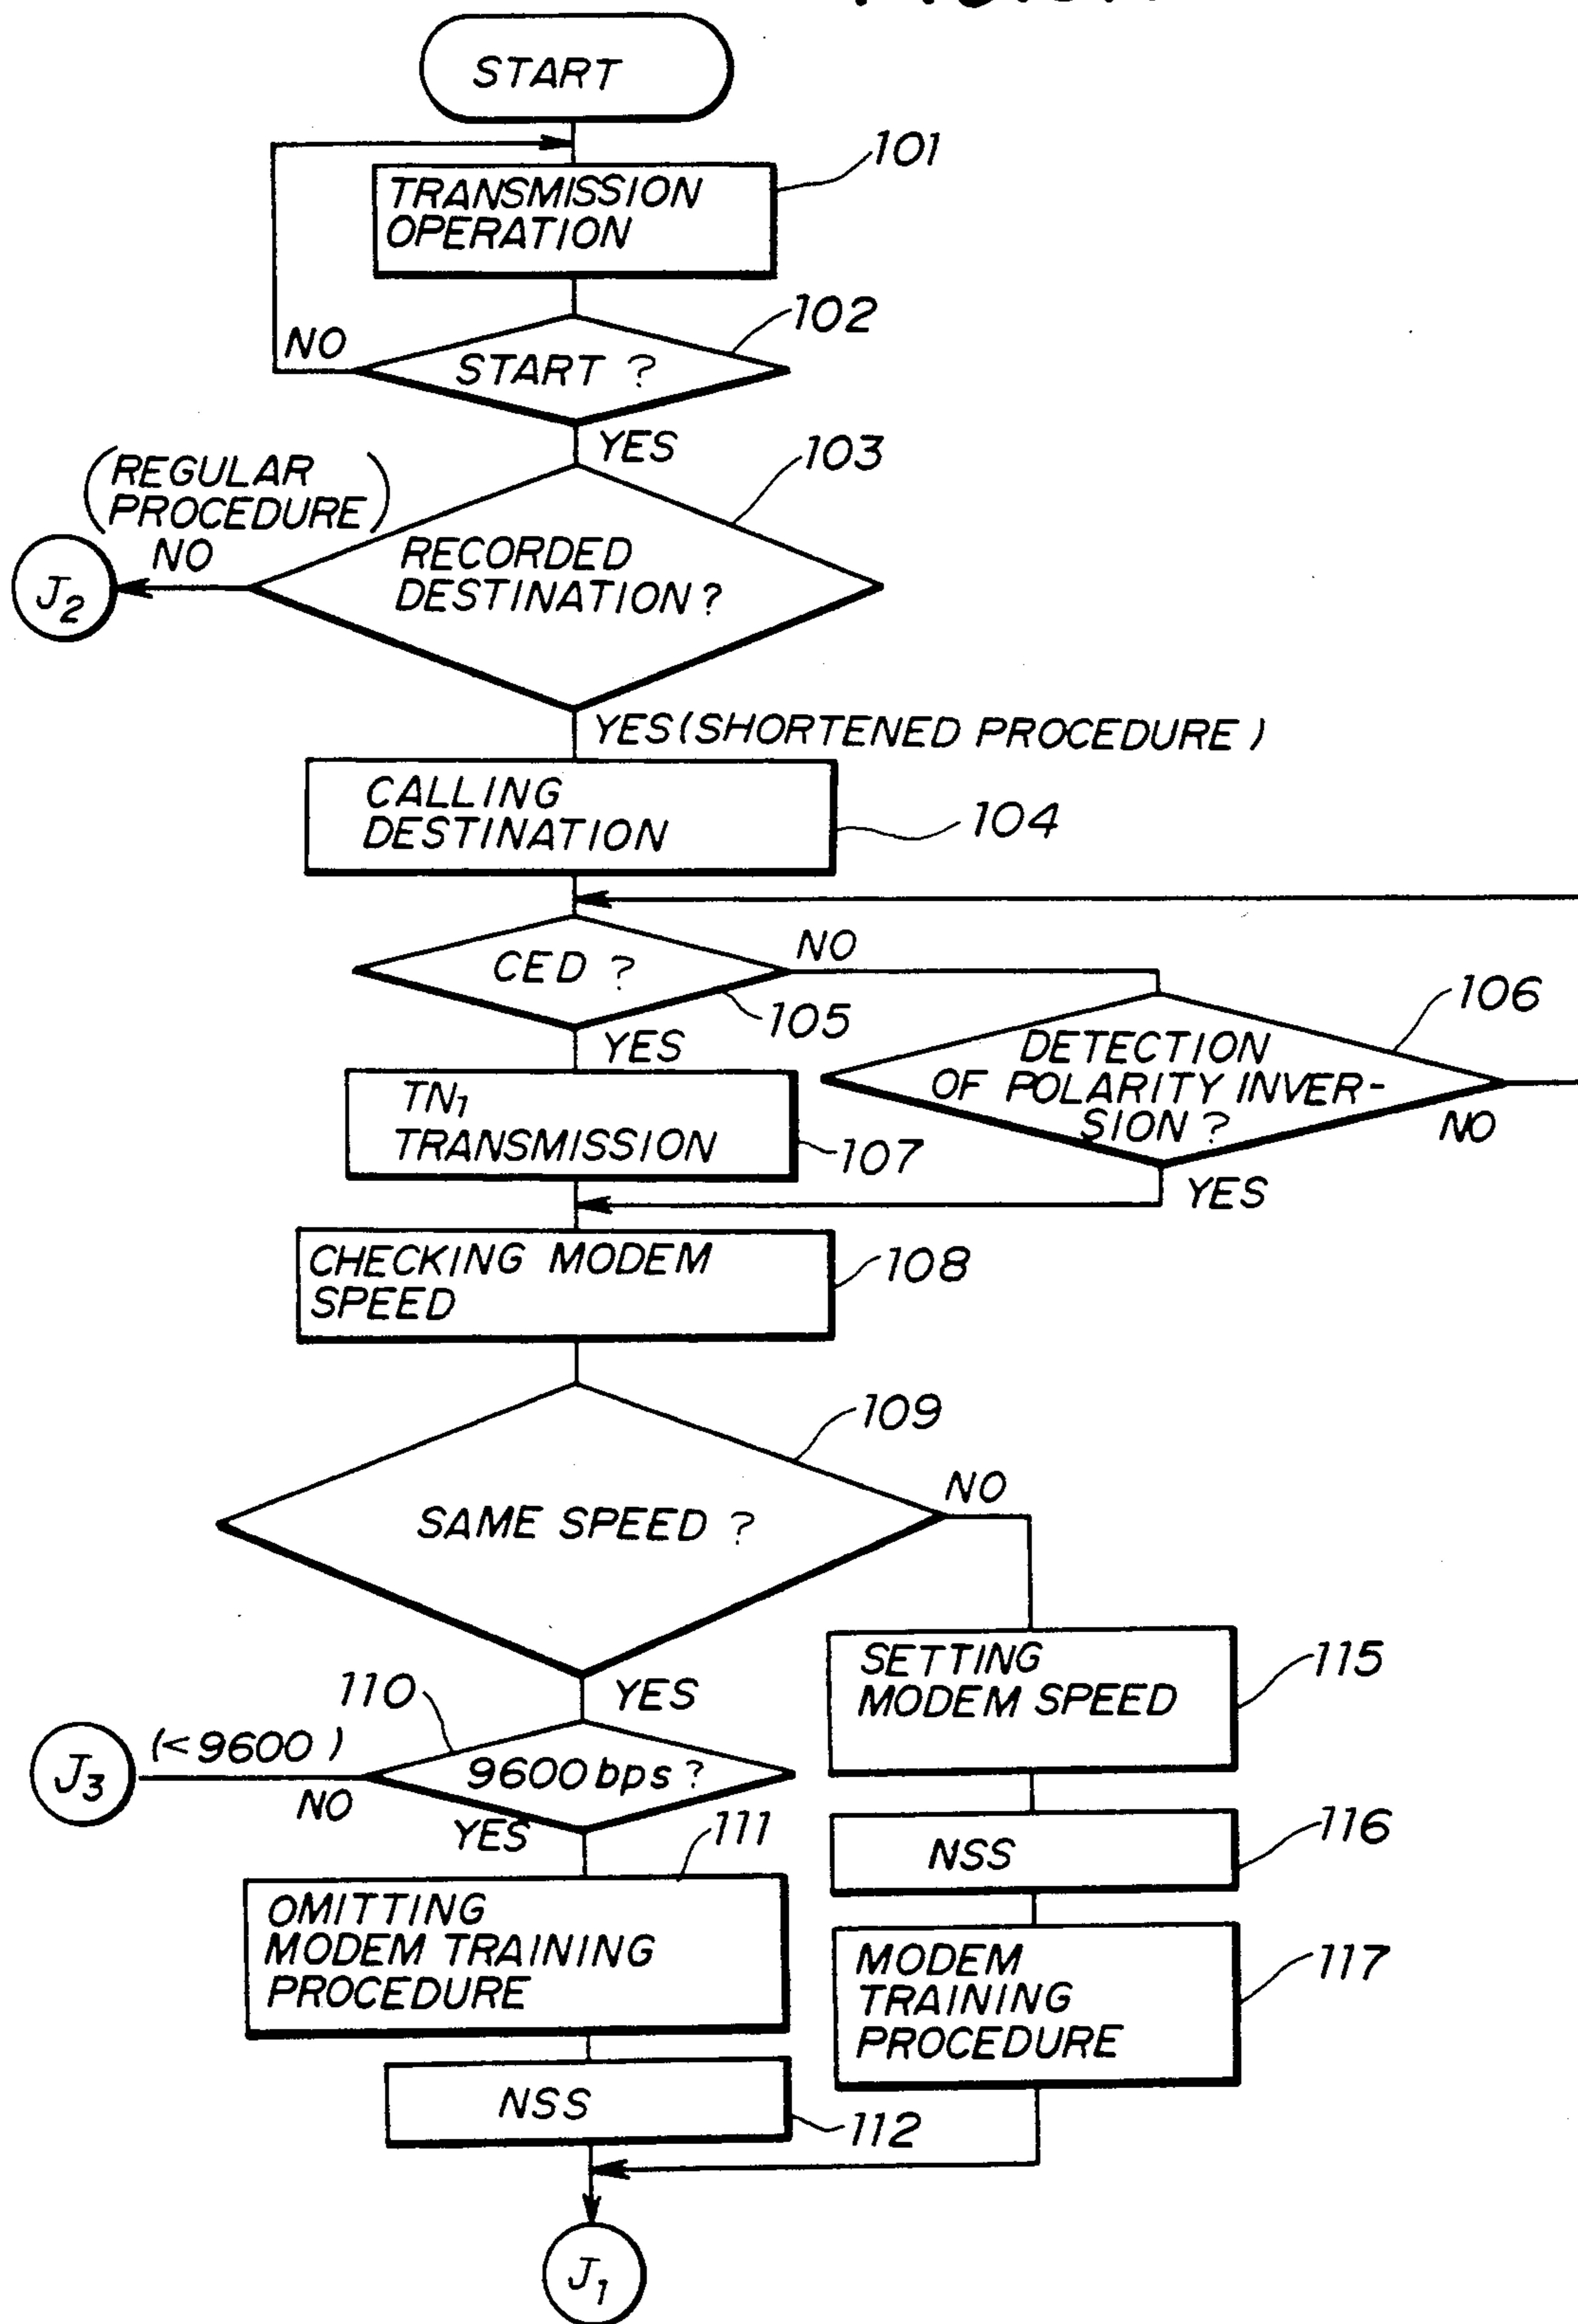 START
101
TRANSMISSION
OPERATION
102
NO
START ?
YES
103
(REGULAR
PROCEDURE)
NO
RECORDED
DESTINATION?
J2
YES (SHORTENED PROCEDURE)
CALLING
DESTINATION
104
CED ?
NO
105
106
YES
DETECTION
OF POLARITY INVER-
SION ?
NO
TN1
TRANSMISSION
107
YES
CHECKING MODEM
SPEED
108
109
NO
SAME SPEED ?
SETTING
MODEM SPEED
115
110
YES
J3
(<9600)
9600 bps ?
NO
YES
111
116
NSS
OMITTING
MODEM TRAINING
PROCEDURE
MODEM
TRAINING
PROCEDURE
117
NSS
112
J1